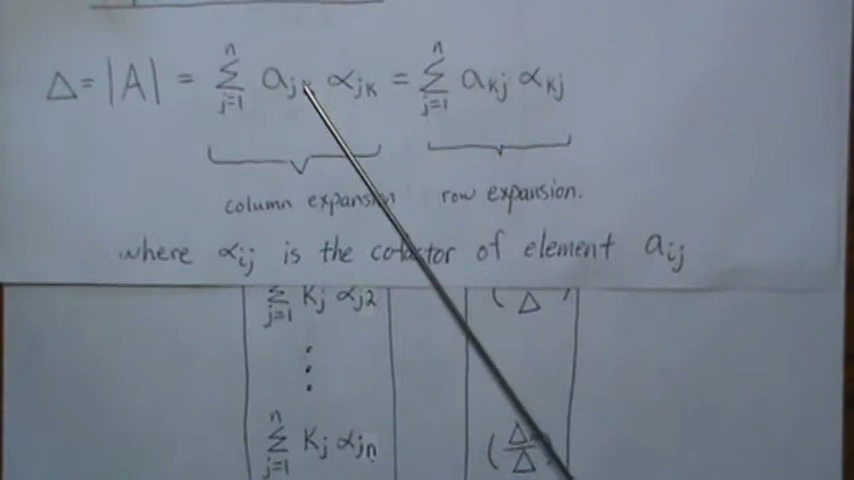 Δ = |A| = Σ_{j=1}^{n} a_{jk} α_{jk} = Σ_{j=1}^{n} a_{kj} α_{kj}
column expansion row expansion.
where α_{ij} is the cofactor of element a_{ij}
Σ_{j=1} K_j α_{j2} ( Δ )
⋮
Σ_{j=1}^{n} K_j α_{jn} (Δ/Δ